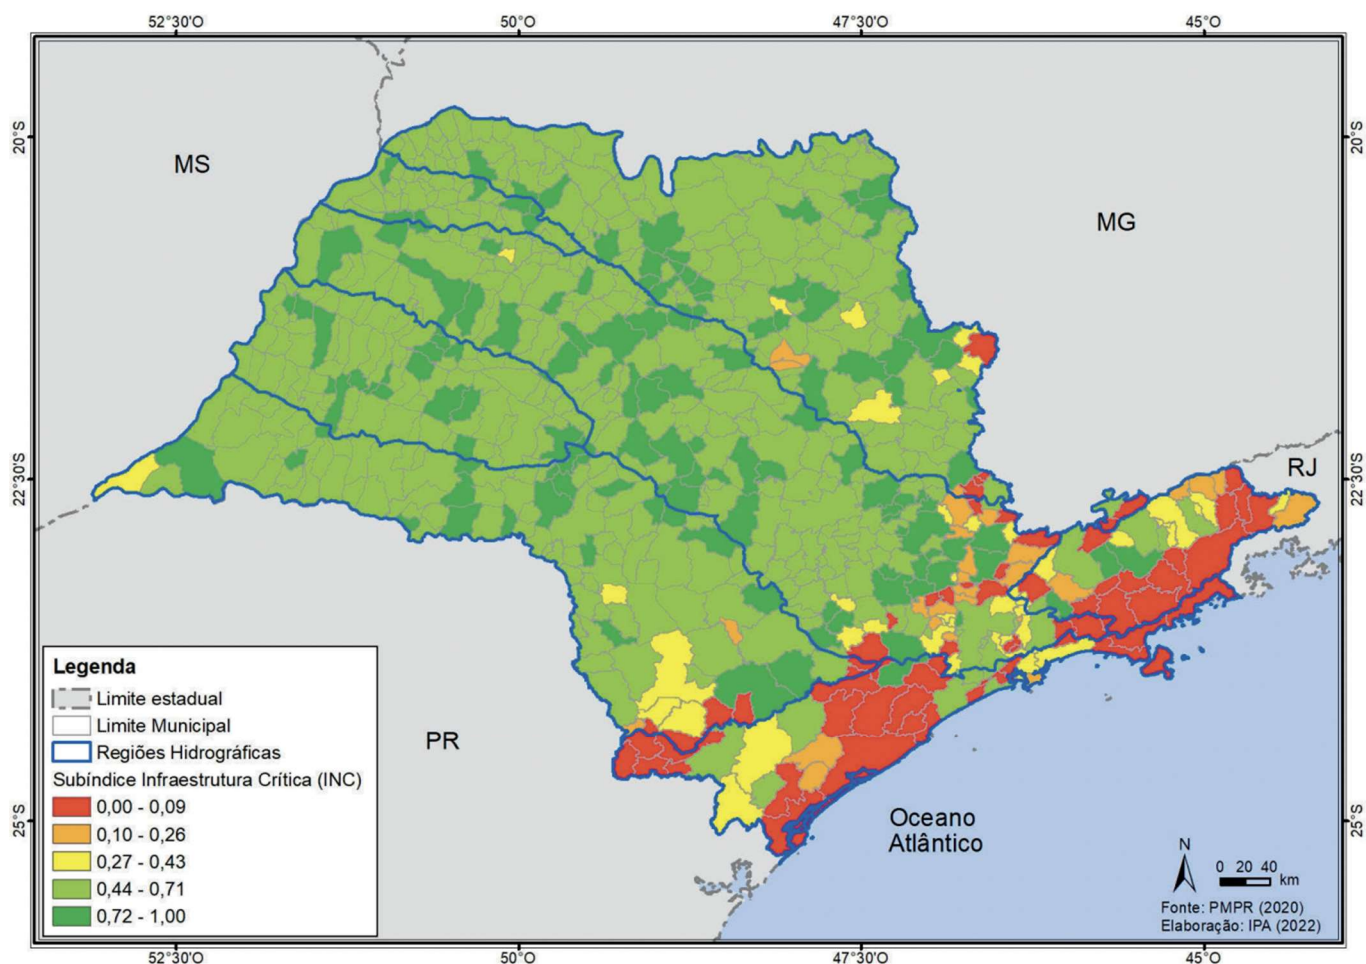 52°30'O 50°O 47°30'O 45°O
20°S
20°S
MS
MG
22°30'S
22°30'S
RJ
PR
25°S
25°S
Oceano
Atlântico
Legenda
Limite estadual
Limite Municipal
Regiões Hidrográficas
Subíndice Infraestrutura Crítica (INC)
0,00 - 0,09
0,10 - 0,26
0,27 - 0,43
0,44 - 0,71
0,72 - 1,00
N
0 20 40
km
Fonte: PMPR (2020)
Elaboração: IPA (2022)
52°30'O 50°O 47°30'O 45°O